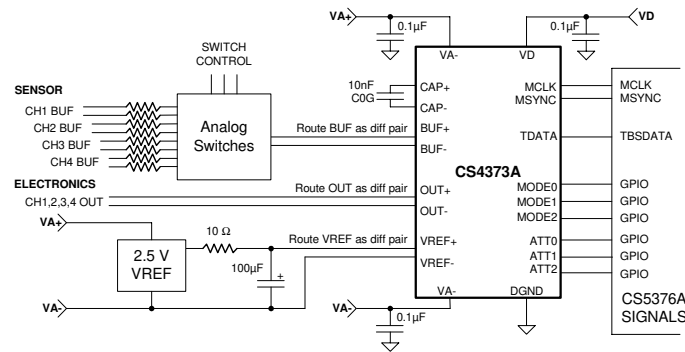 VA+
0.1µF
0.1µF
VD
SWITCH
CONTROL
VA-
VD
SENSOR
CH1 BUF
CH2 BUF
CH3 BUF
CH4 BUF
Analog
Switches
10nF
C0G
CAP+
CAP-
Route BUF as diff pair
BUF+
BUF-
MCLK
MSYNC
MCLK
MSYNC
TDATA
TBSDATA
CS4373A
ELECTRONICS
CH1,2,3,4 OUT
Route OUT as diff pair
OUT+
OUT-
MODE0
MODE1
MODE2
GPIO
GPIO
GPIO
VA+
2.5 V
VREF
10 Ω
100µF
+
Route VREF as diff pair
VREF+
VREF-
ATT0
ATT1
ATT2
GPIO
GPIO
GPIO
VA-
VA-
0.1µF
VA-
DGND
CS5376A
SIGNALS